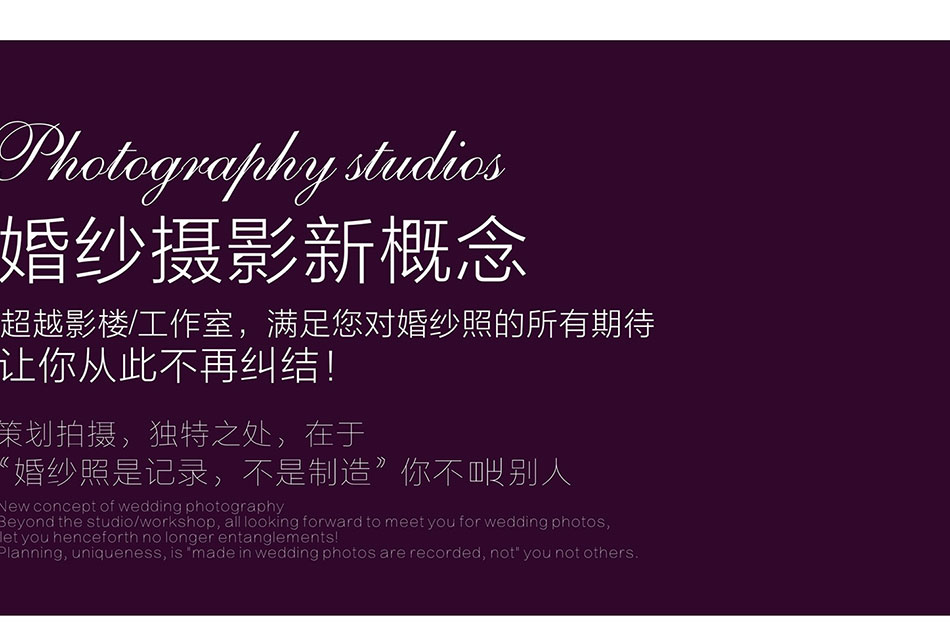 Photography studios
婚纱摄影新概念
超越影楼/工作室，满足您对婚纱照的所有期待
让你从此不再纠结！
策划拍摄，独特之处，在于
“婚纱照是记录，不是制造”你不叫别人
New concept of wedding photography
Beyond the studio/workshop, all looking forward to meet you for wedding photos,
let you henceforth no longer entanglements!
Planning, uniqueness, is "made in wedding photos are recorded, not" you not others.